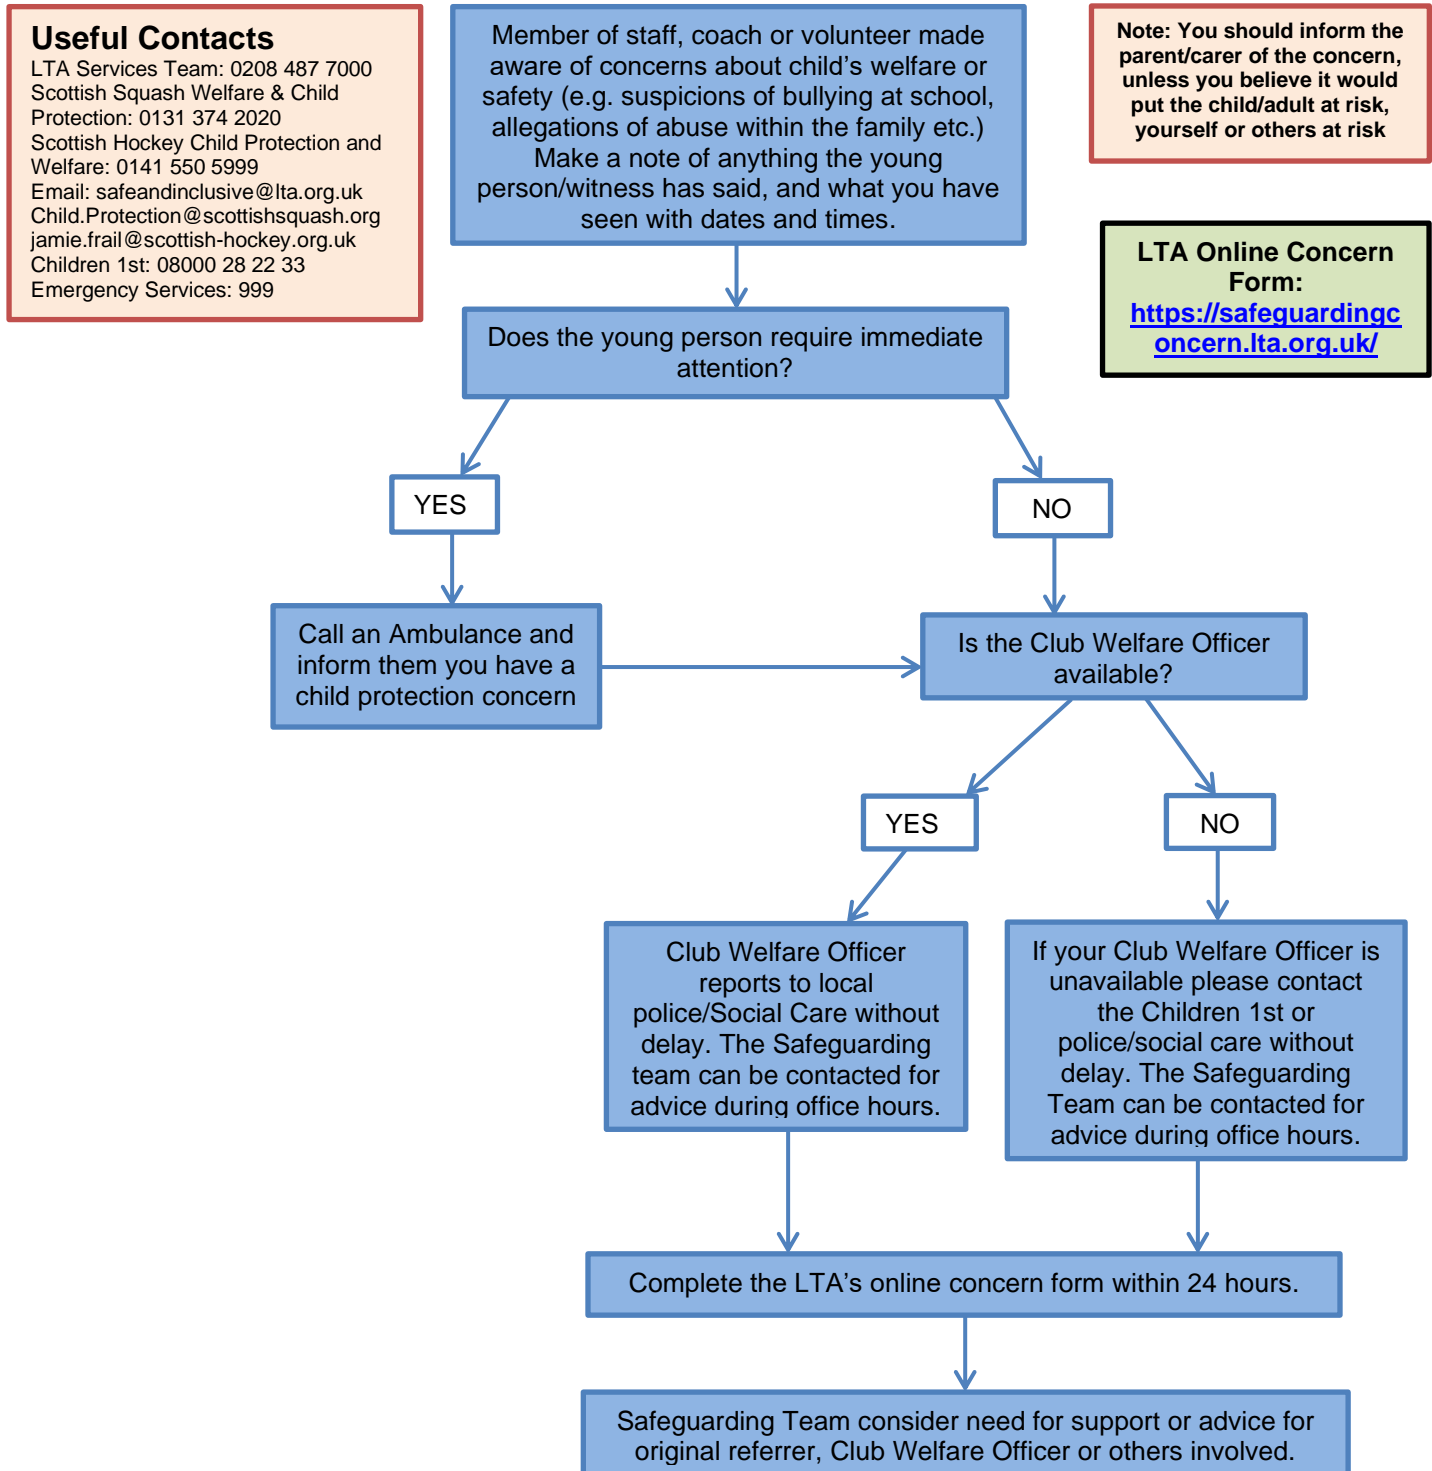 Useful Contacts
LTA Services Team: 0208 487 7000
Scottish Squash Welfare & Child
Protection: 0131 374 2020
Scottish Hockey Child Protection and
Welfare: 0141 550 5999
Email: safeandinclusive@lta.org.uk
Child.Protection@scottishsquash.org
jamie.frail@scottish-hockey.org.uk
Children 1st: 08000 28 22 33
Emergency Services: 999
Member of staff, coach or volunteer made
aware of concerns about child’s welfare or
safety (e.g. suspicions of bullying at school,
allegations of abuse within the family etc.)
Make a note of anything the young
person/witness has said, and what you have
seen with dates and times.
Note: You should inform the
parent/carer of the concern,
unless you believe it would
put the child/adult at risk,
yourself or others at risk
LTA Online Concern
Form:
https://safeguardingc
oncern.lta.org.uk/
Does the young person require immediate
attention?
YES
NO
Call an Ambulance and
inform them you have a
child protection concern
Is the Club Welfare Officer
available?
YES
NO
Club Welfare Officer
reports to local
police/Social Care without
delay. The Safeguarding
team can be contacted for
advice during office hours.
If your Club Welfare Officer is
unavailable please contact
the Children 1st or
police/social care without
delay. The Safeguarding
Team can be contacted for
advice during office hours.
Complete the LTA’s online concern form within 24 hours.
Safeguarding Team consider need for support or advice for
original referrer, Club Welfare Officer or others involved.